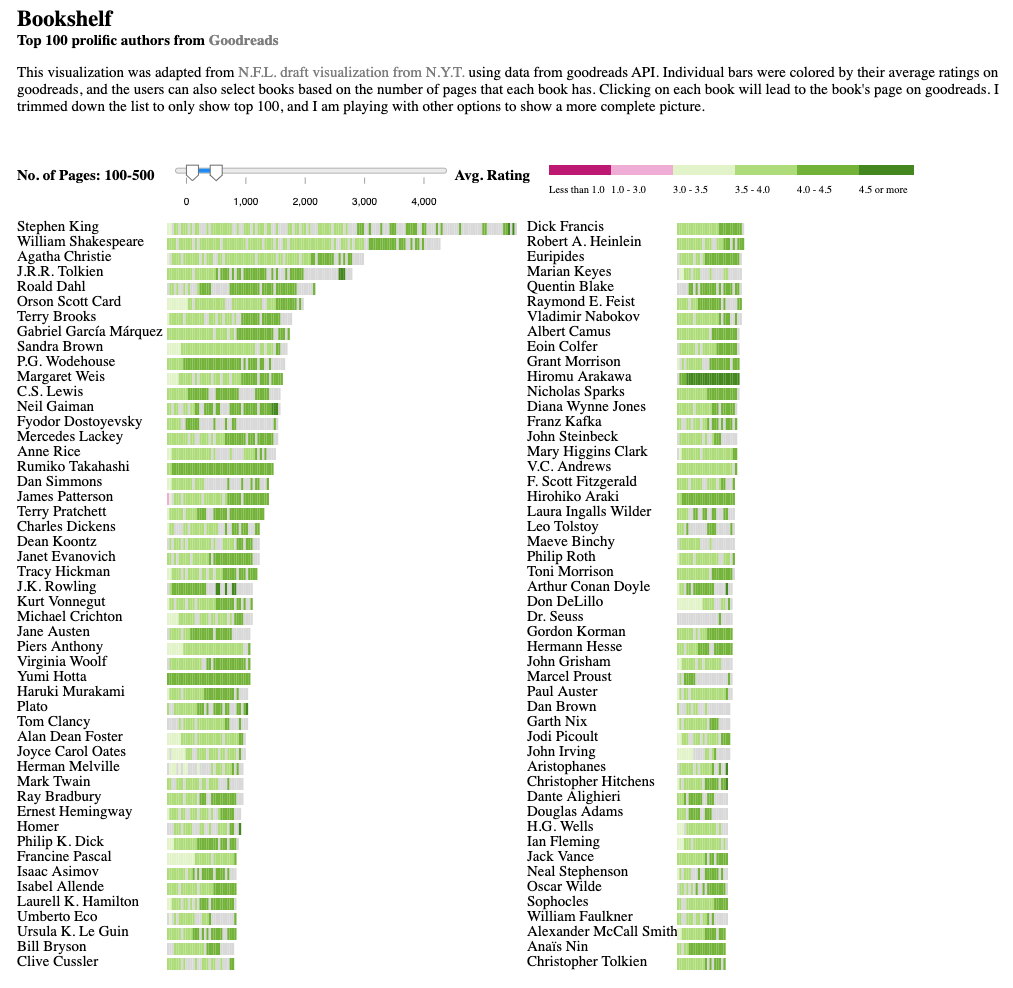 Bookshelf
Top 100 prolific authors from Goodreads
This visualization was adapted from N.F.L. draft visualization from N.Y.T. using data from goodreads API. Individual bars were colored by their average ratings on
goodreads, and the users can also select books based on the number of pages that each book has. Clicking on each book will lead to the book's page on goodreads. I
trimmed down the list to only show top 100, and I am playing with other options to show a more complete picture.
No. of Pages: 100-500
0 1,000 2,000 3,000 4,000
Avg. Rating
Less than 1.0 1.0 - 3.0 3.0 - 3.5 3.5 - 4.0 4.0 - 4.5 4.5 or more
Stephen King
William Shakespeare
Agatha Christie
J.R.R. Tolkien
Roald Dahl
Orson Scott Card
Terry Brooks
Gabriel García Márquez
Sandra Brown
P.G. Wodehouse
Margaret Weis
C.S. Lewis
Neil Gaiman
Fyodor Dostoyevsky
Mercedes Lackey
Anne Rice
Rumiko Takahashi
Dan Simmons
James Patterson
Terry Pratchett
Charles Dickens
Dean Koontz
Janet Evanovich
Tracy Hickman
J.K. Rowling
Kurt Vonnegut
Michael Crichton
Jane Austen
Piers Anthony
Virginia Woolf
Yumi Hotta
Haruki Murakami
Plato
Tom Clancy
Alan Dean Foster
Joyce Carol Oates
Herman Melville
Mark Twain
Ray Bradbury
Ernest Hemingway
Homer
Philip K. Dick
Francine Pascal
Isaac Asimov
Isabel Allende
Laurell K. Hamilton
Umberto Eco
Ursula K. Le Guin
Bill Bryson
Clive Cussler
Dick Francis
Robert A. Heinlein
Euripides
Marian Keyes
Quentin Blake
Raymond E. Feist
Vladimir Nabokov
Albert Camus
Eoin Colfer
Grant Morrison
Hiromu Arakawa
Nicholas Sparks
Diana Wynne Jones
Franz Kafka
John Steinbeck
Mary Higgins Clark
V.C. Andrews
F. Scott Fitzgerald
Hirohiko Araki
Laura Ingalls Wilder
Leo Tolstoy
Maeve Binchy
Philip Roth
Toni Morrison
Arthur Conan Doyle
Don DeLillo
Dr. Seuss
Gordon Korman
Hermann Hesse
John Grisham
Marcel Proust
Paul Auster
Dan Brown
Garth Nix
Jodi Picoult
John Irving
Aristophanes
Christopher Hitchens
Dante Alighieri
Douglas Adams
H.G. Wells
Ian Fleming
Jack Vance
Neal Stephenson
Oscar Wilde
Sophocles
William Faulkner
Alexander McCall Smith
Anaïs Nin
Christopher Tolkien